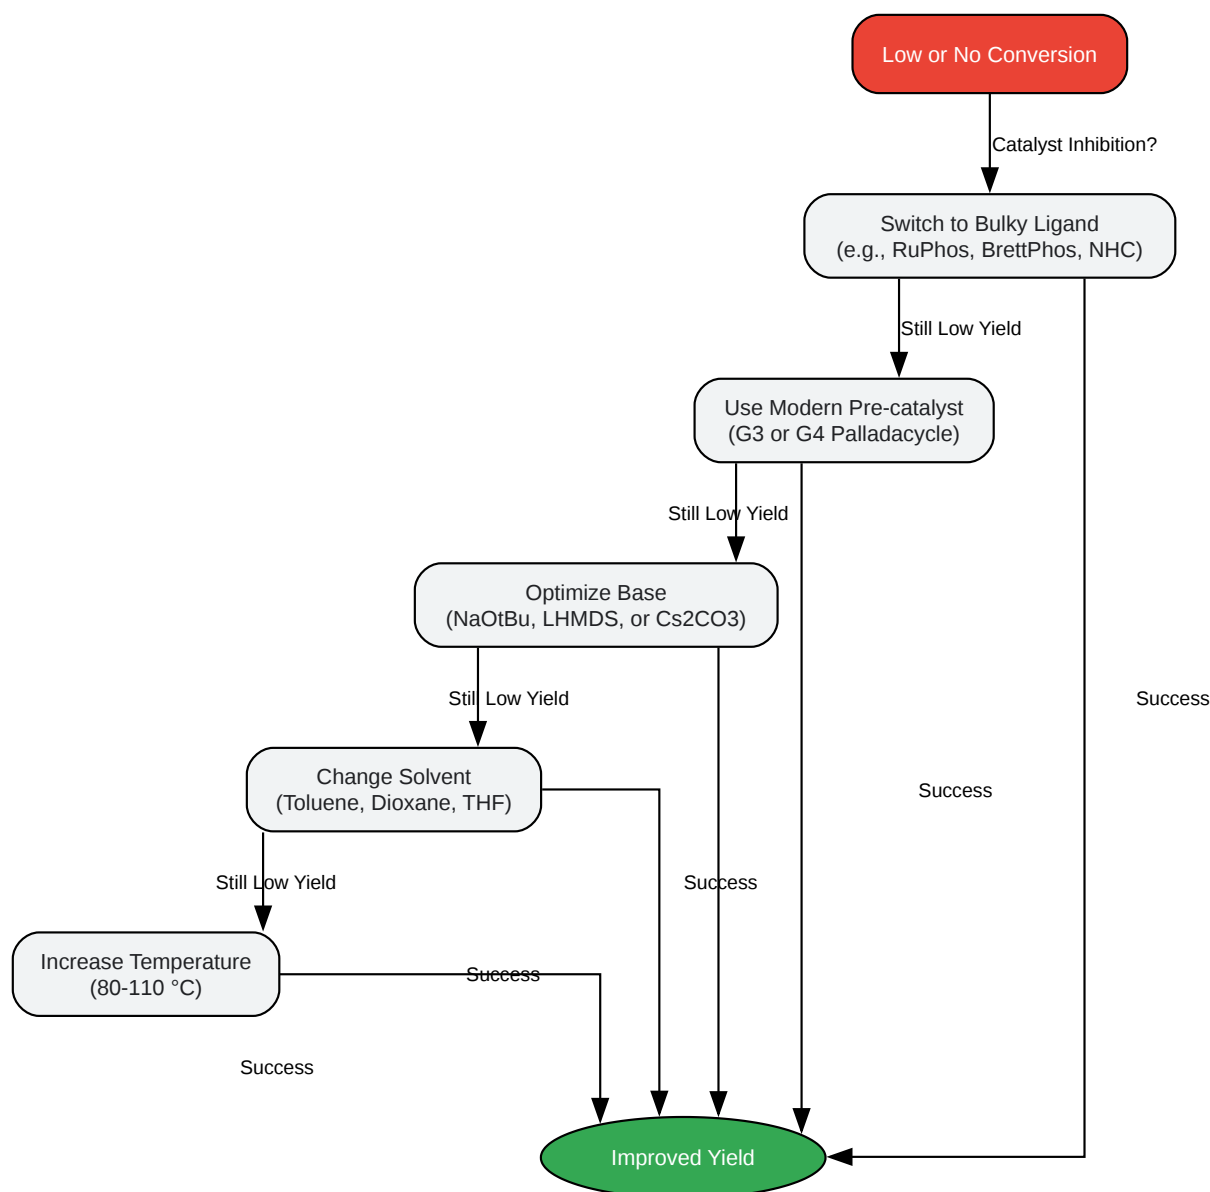 Low or No Conversion
Catalyst Inhibition?
Switch to Bulky Ligand
(e.g., RuPhos, BrettPhos, NHC)
Still Low Yield
Use Modern Pre-catalyst
(G3 or G4 Palladacycle)
Still Low Yield
Optimize Base
(NaOtBu, LHMDS, or Cs2CO3)
Still Low Yield
Success
Change Solvent
(Toluene, Dioxane, THF)
Success
Still Low Yield
Success
Increase Temperature
(80-110 °C)
Success
Success
Improved Yield